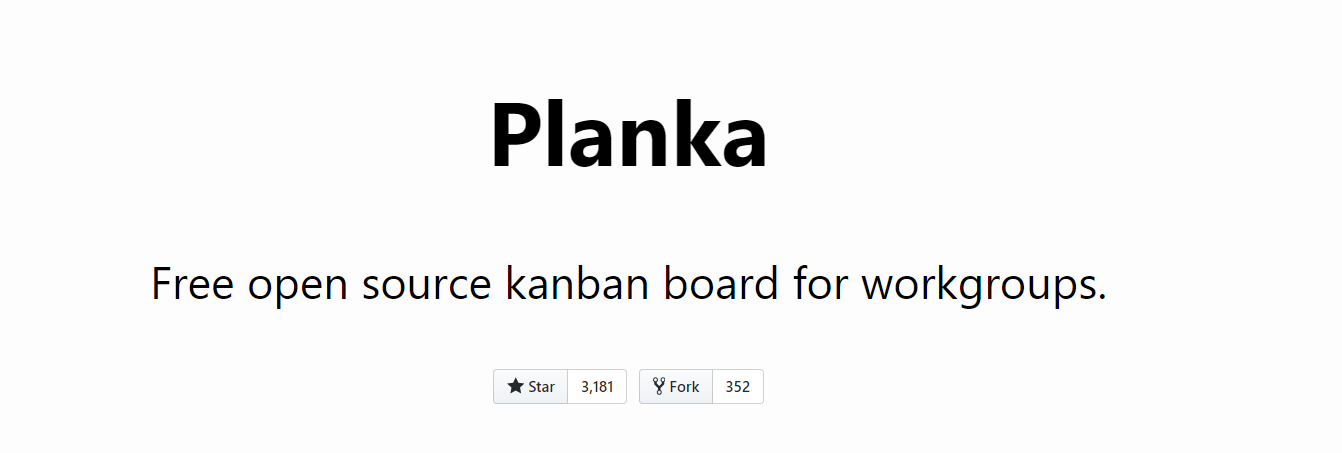 Planka
Free open source kanban board for workgroups.
Star 3,181 Fork 352